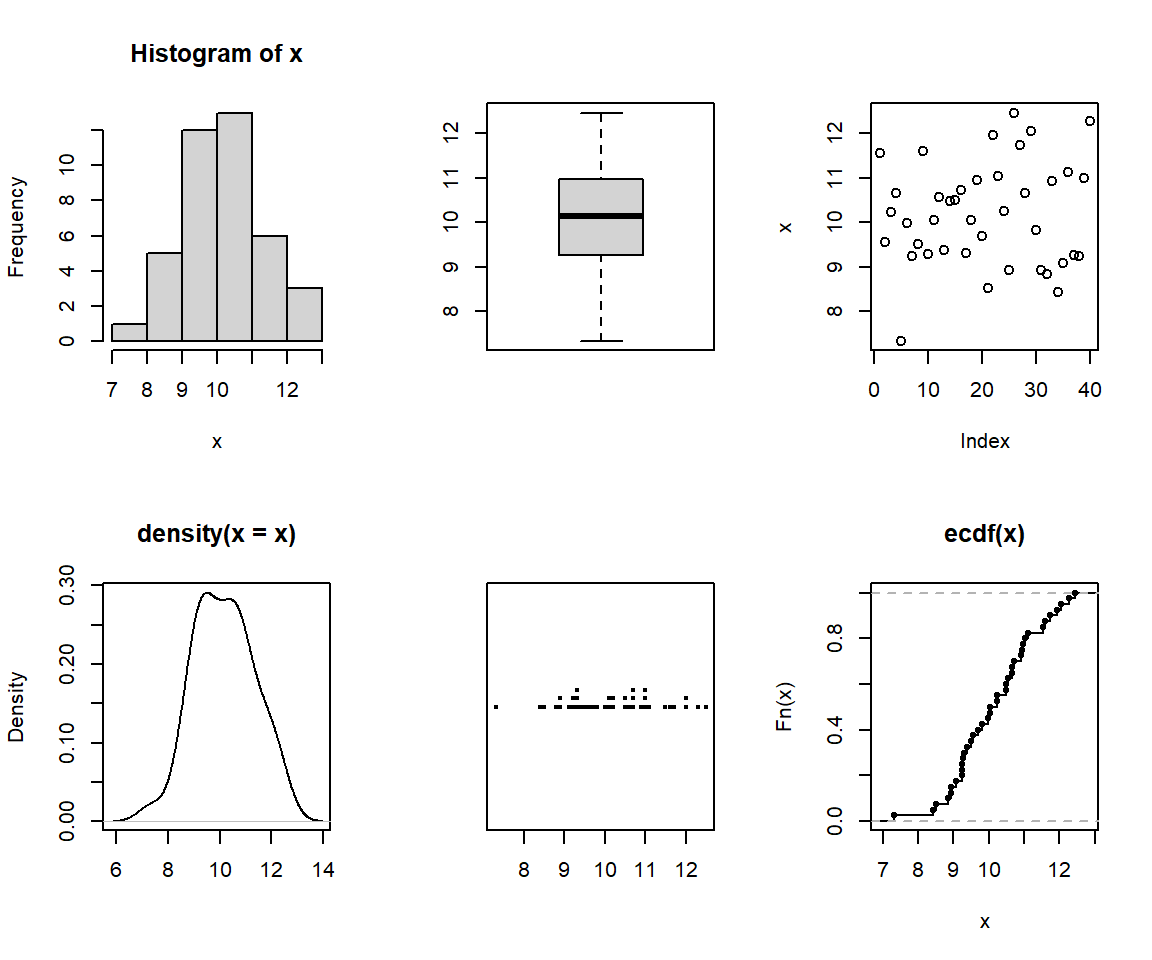 Histogram of x
Frequency
0 2 4 6 8 10
7 8 9 10 12
x
8 9 10 11 12
x
8 9 10 11 12
0 10 20 30 40
Index
density(x = x)
Density
0.00 0.10 0.20 0.30
6 8 10 12 14
8 9 10 11 12
ecdf(x)
Fn(x)
0.0 0.4 0.8
7 8 9 10 12
x